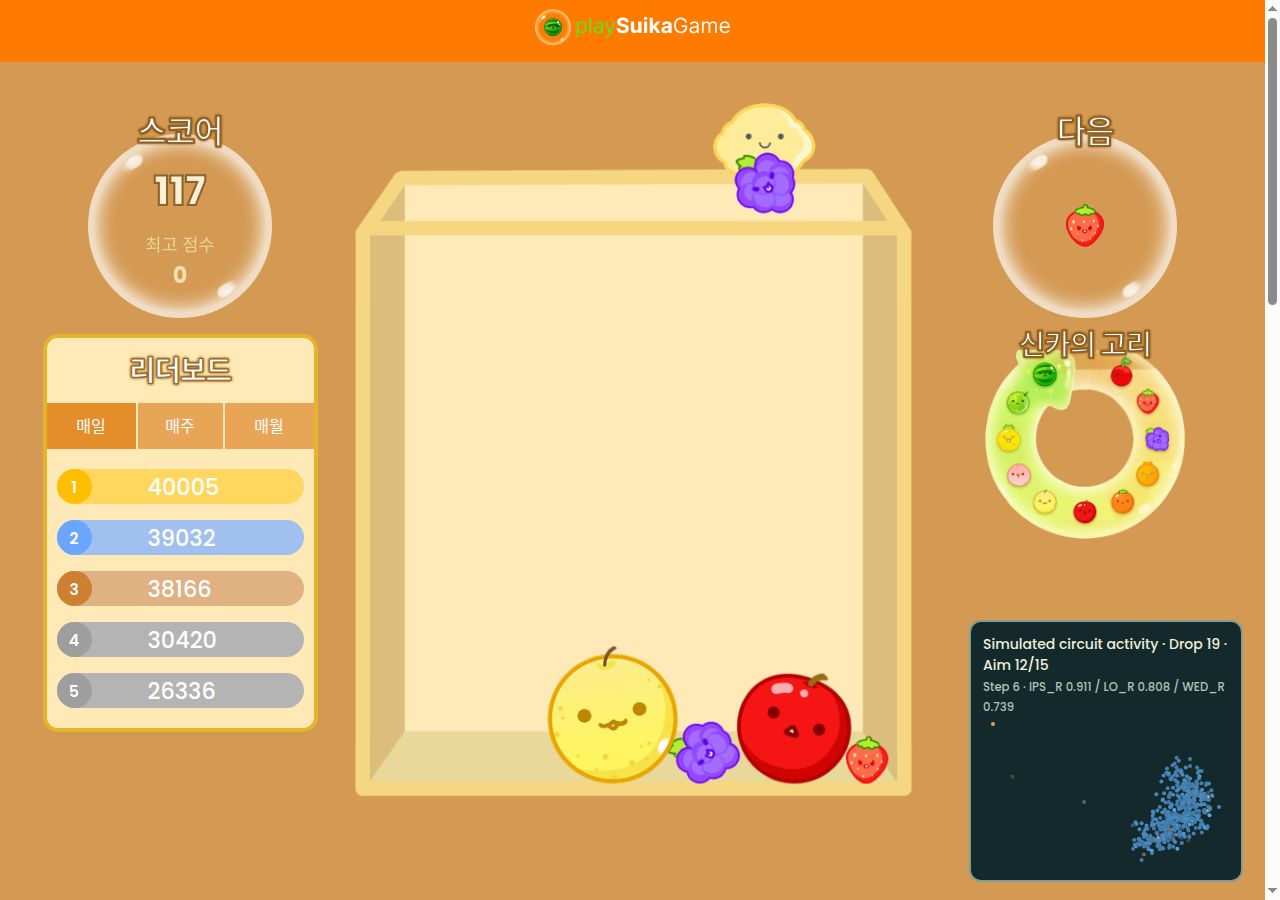 playSuikaGame
스코어
117
최고 점수
0
다음
신카의 고리
리더보드
매일 매주 매월
1 40005
2 39032
3 38166
4 30420
5 26336
Simulated circuit activity · Drop 19 ·
Aim 12/15
Step 6 · IPS_R 0.911 / LO_R 0.808 / WED_R
0.739